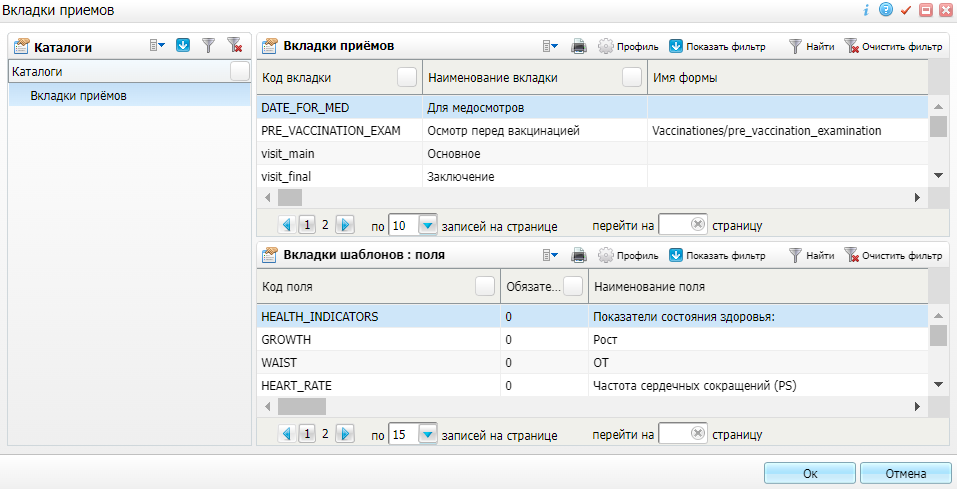 Вкладки приемов
Каталоги
Каталоги
Вкладки приёмов
Вкладки приёмов Профиль Показать фильтр Найти Очистить фильтр
Код вкладки Наименование вкладки Имя формы
DATE_FOR_MED Для медосмотров
PRE_VACCINATION_EXAM Осмотр перед вакцинацией Vaccinationes/pre_vaccination_examination
visit_main Основное
visit_final Заключение
1 2 по 10 записей на странице перейти на страницу
Вкладки шаблонов : поля Профиль Показать фильтр Найти Очистить фильтр
Код поля Обязате... Наименование поля
HEALTH_INDICATORS 0 Показатели состояния здоровья:
GROWTH 0 Рост
WAIST 0 ОТ
HEART_RATE 0 Частота сердечных сокращений (PS)
1 2 по 15 записей на странице перейти на страницу
Ок Отмена